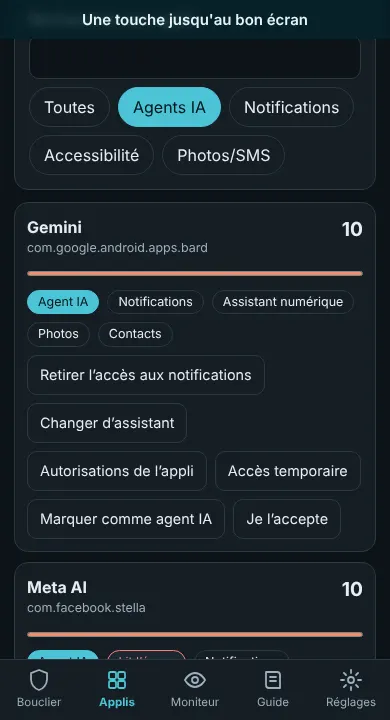 Une touche jusqu'au bon écran
Toutes
Agents IA
Notifications
Accessibilité
Photos/SMS
Gemini
10
com.google.android.apps.bard
Agent IA
Notifications
Assistant numérique
Photos
Contacts
Retirer l’accès aux notifications
Changer d’assistant
Autorisations de l’appli
Accès temporaire
Marquer comme agent IA
Je l’accepte
Meta AI
10
com.facebook.stella
Bouclier
Applis
Moniteur
Guide
Réglages